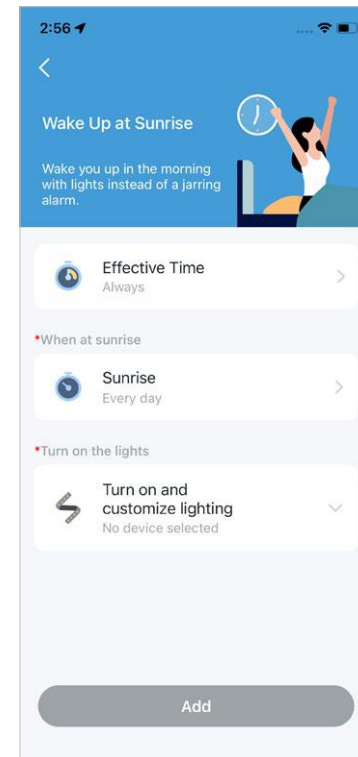 2:56
Wake Up at Sunrise
Wake you up in the morning
with lights instead of a jarring
alarm.
Effective Time
Always
*When at sunrise
Sunrise
Every day
*Turn on the lights
Turn on and
customize lighting
No device selected
Add